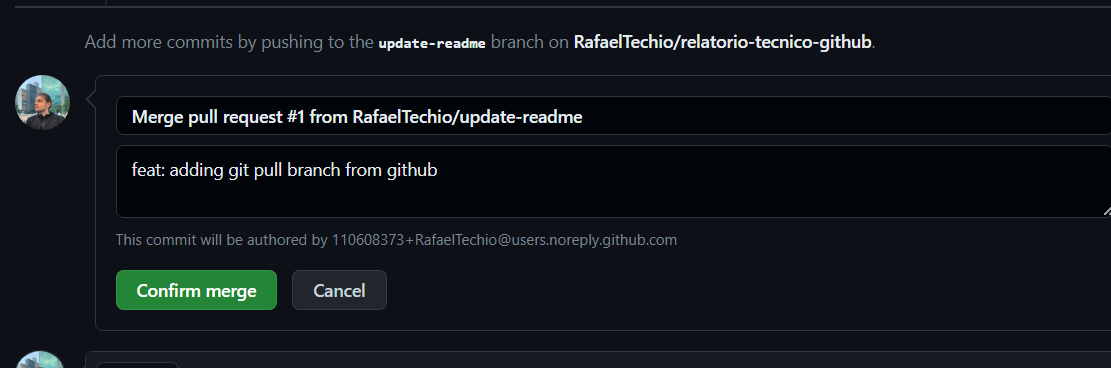 Add more commits by pushing to the update-readme branch on RafaelTechio/relatorio-tecnico-github.
Merge pull request #1 from RafaelTechio/update-readme
feat: adding git pull branch from github
This commit will be authored by 110608373+RafaelTechio@users.noreply.github.com
Confirm merge Cancel